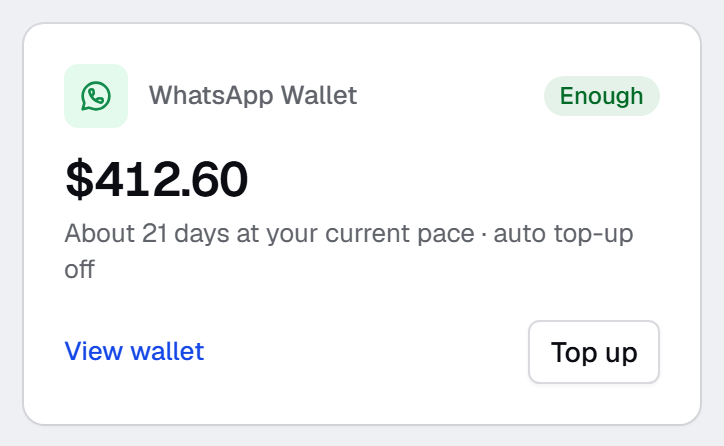 WhatsApp Wallet
Enough
$412.60
About 21 days at your current pace · auto top-up
off
View wallet
Top up